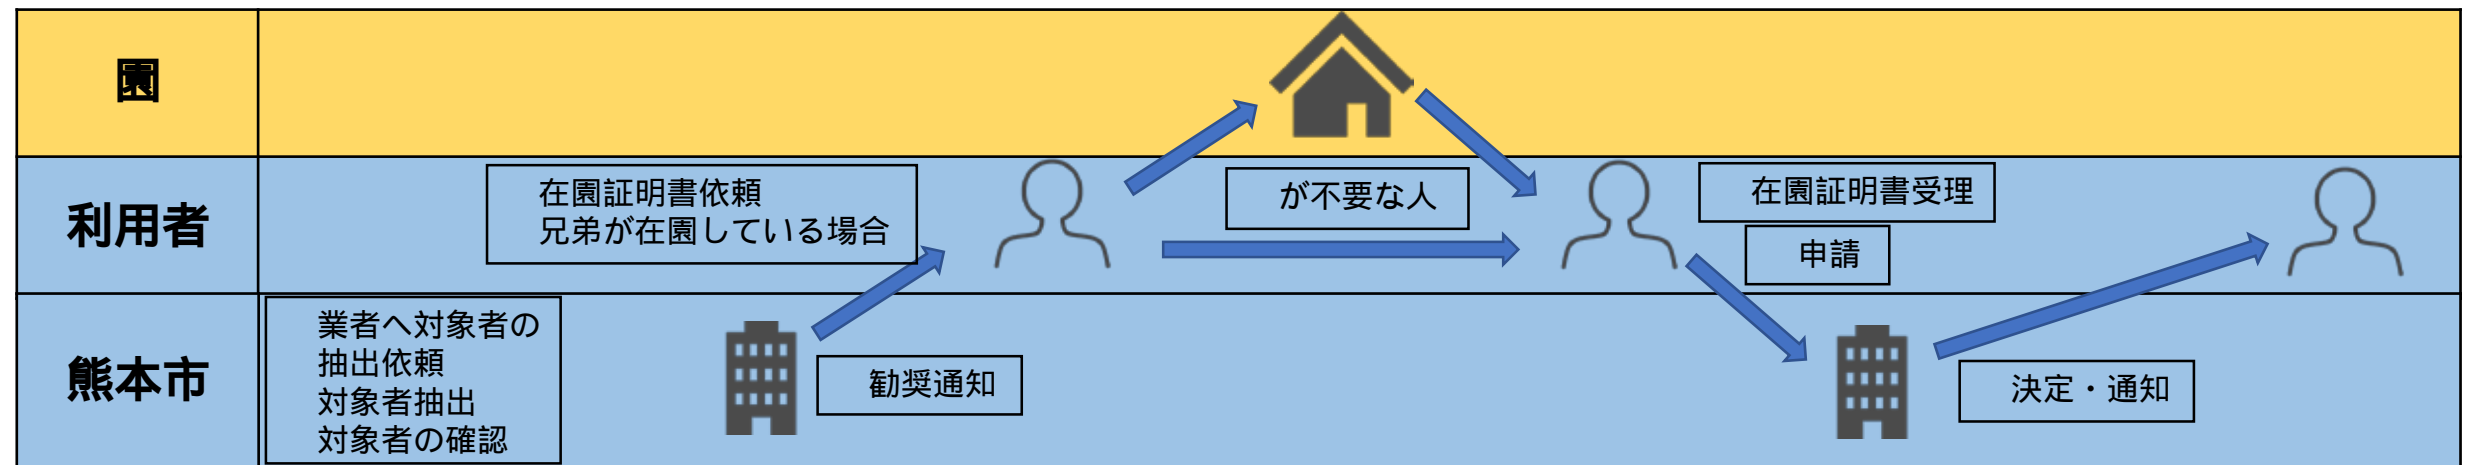 園
利用者
在園証明書依頼
兄弟が在園している場合
が不要な人
在園証明書受理
申請
熊本市
業者へ対象者の
抽出依頼
対象者抽出
対象者の確認
勧奨通知
決定・通知